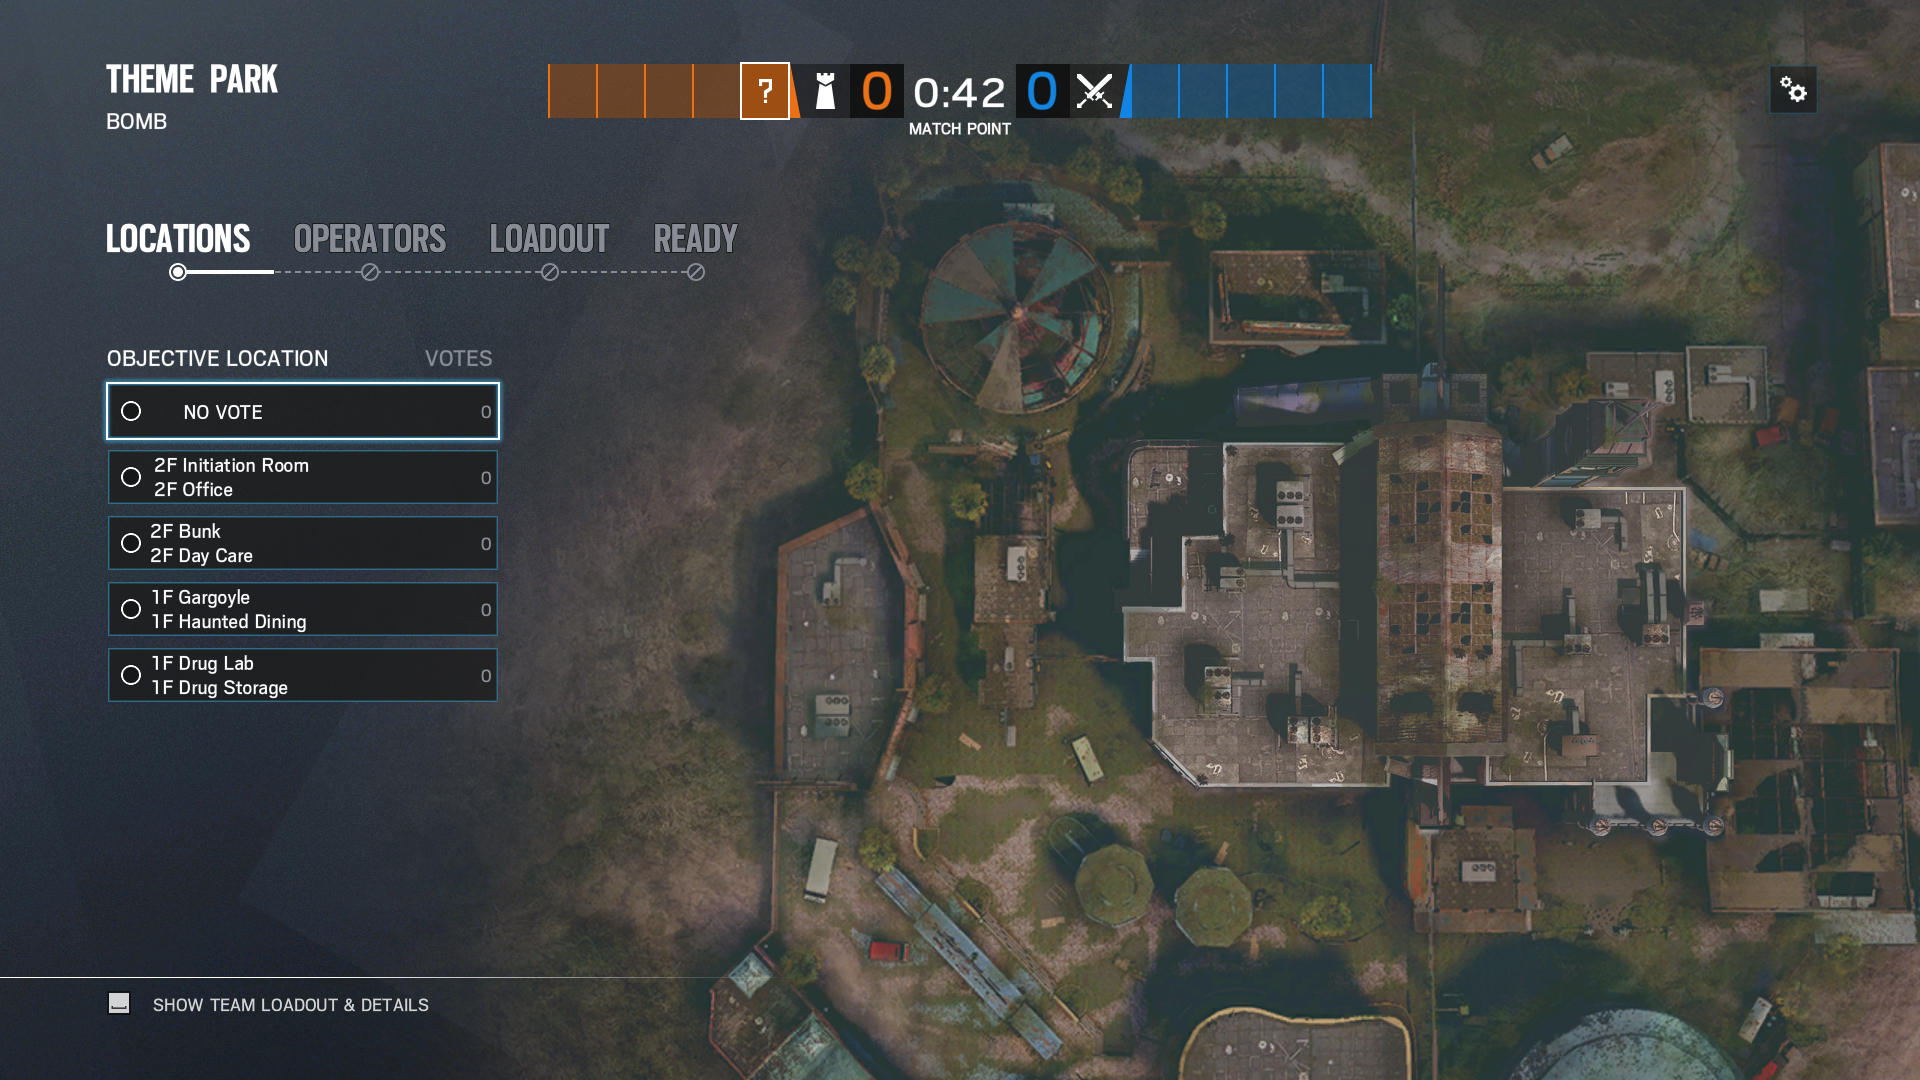 THEME PARK
BOMB
?
0
0:42
0
MATCH POINT
LOCATIONS
OPERATORS
LOADOUT
READY
OBJECTIVE LOCATION
VOTES
NO VOTE
0
2F Initiation Room
2F Office
0
2F Bunk
2F Day Care
0
1F Gargoyle
1F Haunted Dining
0
1F Drug Lab
1F Drug Storage
0
SHOW TEAM LOADOUT & DETAILS